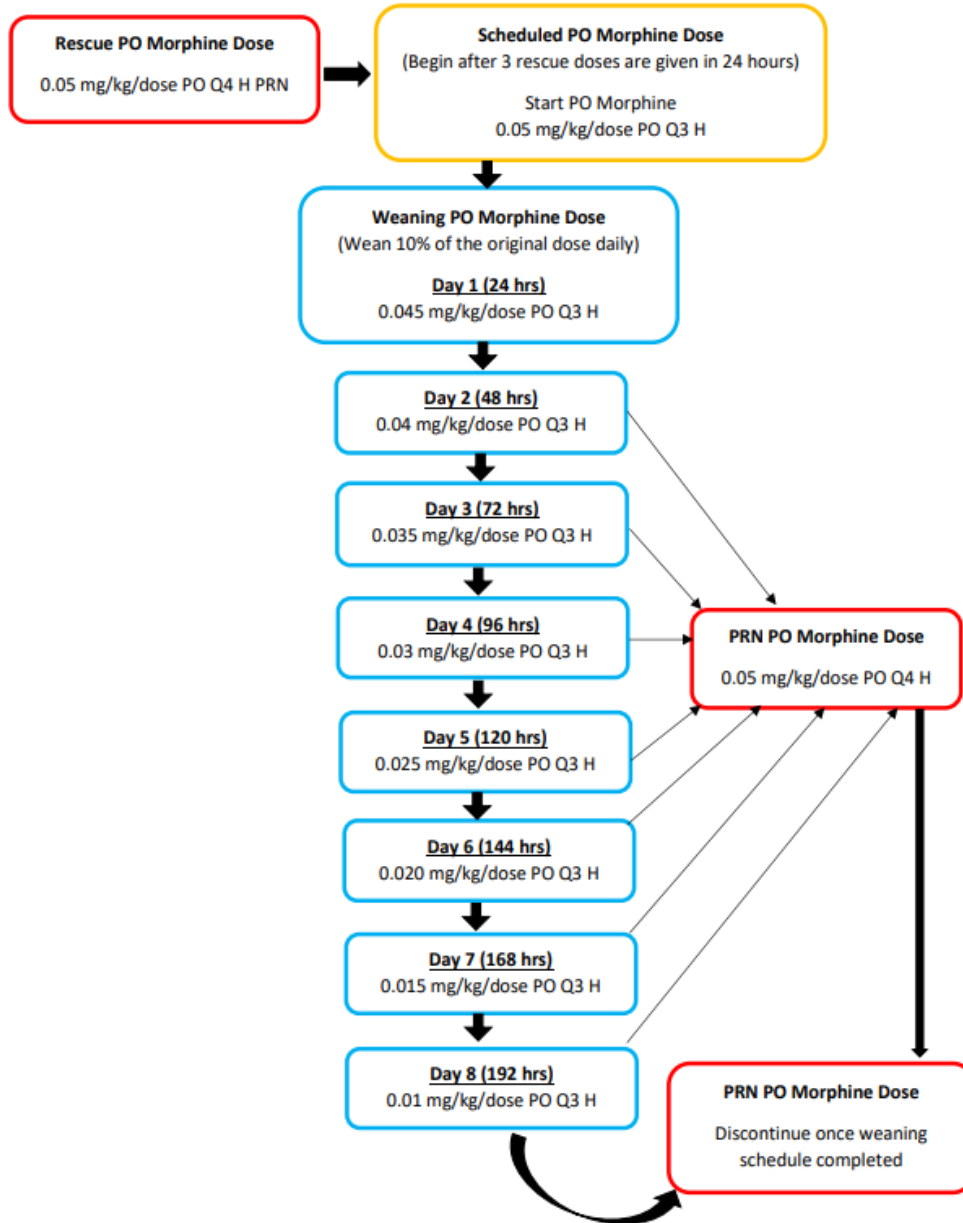 Rescue PO Morphine Dose
0.05 mg/kg/dose PO Q4 H PRN
Scheduled PO Morphine Dose
(Begin after 3 rescue doses are given in 24 hours)
Start PO Morphine
0.05 mg/kg/dose PO Q3 H
Weaning PO Morphine Dose
(Wean 10% of the original dose daily)
Day 1 (24 hrs)
0.045 mg/kg/dose PO Q3 H
Day 2 (48 hrs)
0.04 mg/kg/dose PO Q3 H
Day 3 (72 hrs)
0.035 mg/kg/dose PO Q3 H
Day 4 (96 hrs)
0.03 mg/kg/dose PO Q3 H
Day 5 (120 hrs)
0.025 mg/kg/dose PO Q3 H
Day 6 (144 hrs)
0.020 mg/kg/dose PO Q3 H
Day 7 (168 hrs)
0.015 mg/kg/dose PO Q3 H
Day 8 (192 hrs)
0.01 mg/kg/dose PO Q3 H
PRN PO Morphine Dose
0.05 mg/kg/dose PO Q4 H
PRN PO Morphine Dose
Discontinue once weaning
schedule completed